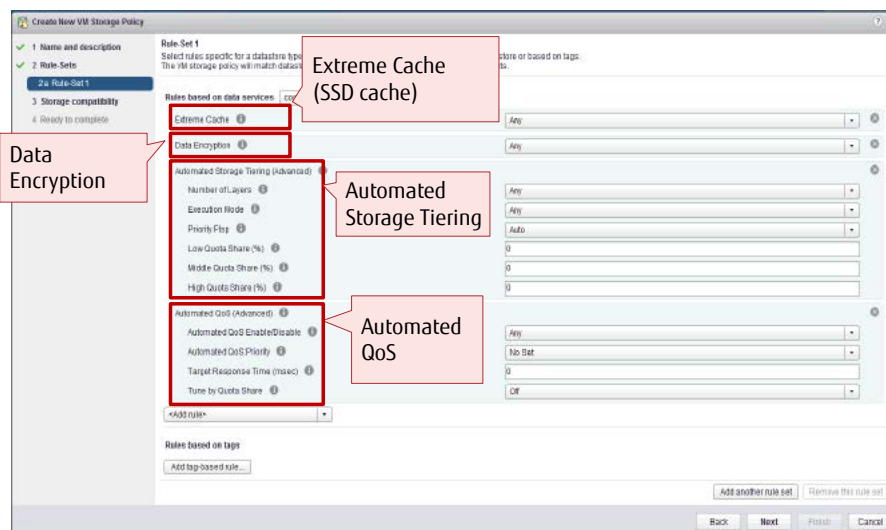 Create New VM Storage Policy
?
1 Name and description
2 Rule-Sets
2a Rule-Set 1
3 Storage compatibility
4 Ready to complete
Rule-Set 1
Select rules specific for a datastore type
store or based on tags.
The VM storage policy will match datast
ts.
Extreme Cache
(SSD cache)
Rules based on data services
Extreme Cache
Any
Data
Encryption
Data Encryption
Any
Automated Storage Tiering (Advanced)
Automated
Storage Tiering
Number of Layers
Any
Execution Mode
Any
Priority Flag
Auto
Low Quota Share (%)
0
Middle Quota Share (%)
0
High Quota Share (%)
0
Automated QoS (Advanced)
Automated
QoS
Automated QoS Enable/Disable
Any
Automated QoS Priority
No Set
Target Response Time (msec)
0
Tune by Quota Share
Off
<Add rule>
Rules based on tags
Add tag-based rule...
Add another rule set
Remove this rule set
Back
Next
Finish
Cancel